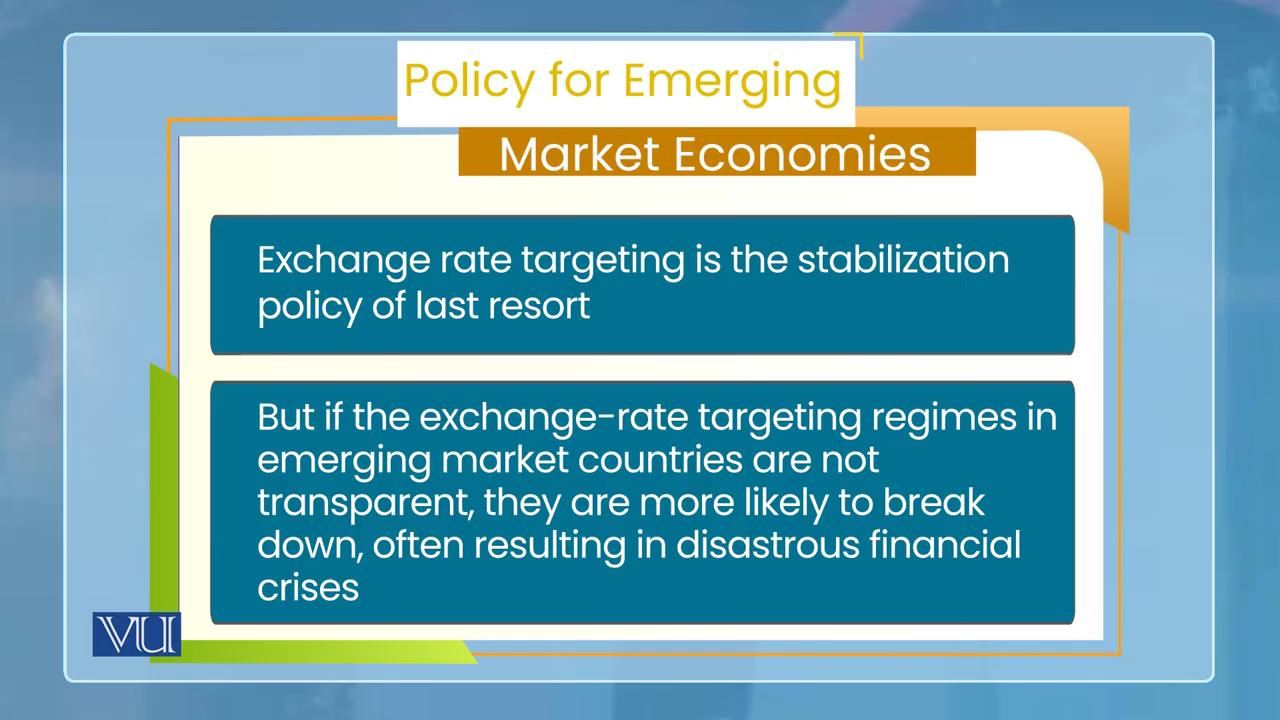 Policy for Emerging
Market Economies
Exchange rate targeting is the stabilization
policy of last resort
But if the exchange-rate targeting regimes in
emerging market countries are not
transparent, they are more likely to break
down, often resulting in disastrous financial
crises
VU